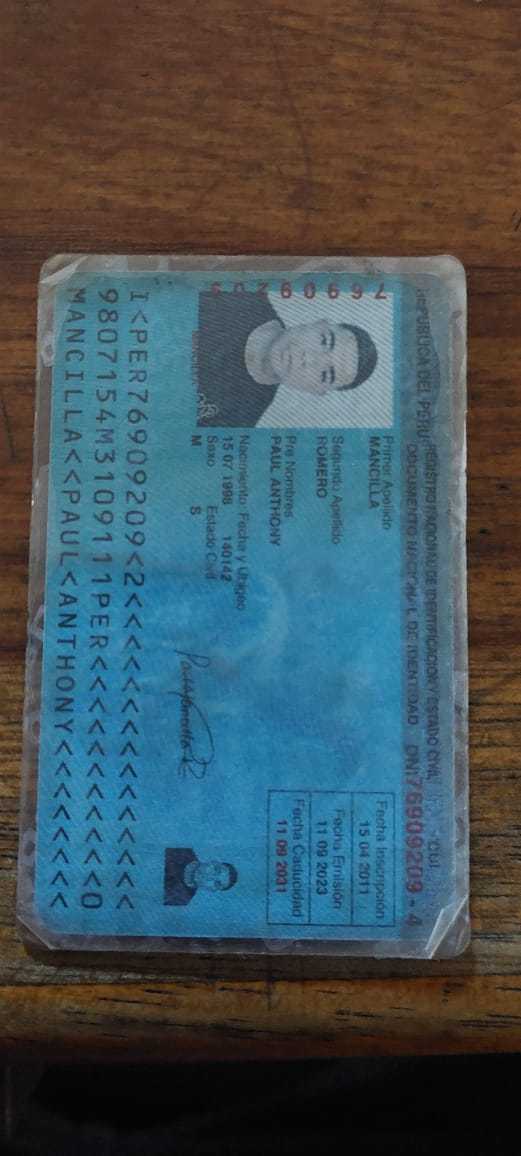 REPUBLICA DEL PERU REGISTRO NACIONAL DE IDENTIFICACION Y ESTADO CIVIL
DOCUMENTO NACIONAL DE IDENTIDAD DNI 76909209 - 4
76909209
Primer Apellido
MANCILLA
Segundo Apellido
ROMERO
Pre Nombres
PAUL ANTHONY
Nacimiento: Fecha y Ubigeo
15 07 1998 140142
Sexo Estado Civil
M S
Fecha Inscripción
15 04 2011
Fecha Emisión
11 09 2023
Fecha Caducidad
11 09 2031
I<PER76909209<2<<<<<<<<<<<<<<<
9807154M3109111PER<<<<<<<<<<<0
MANCILLA<<PAUL<ANTHONY<<<<<<<<